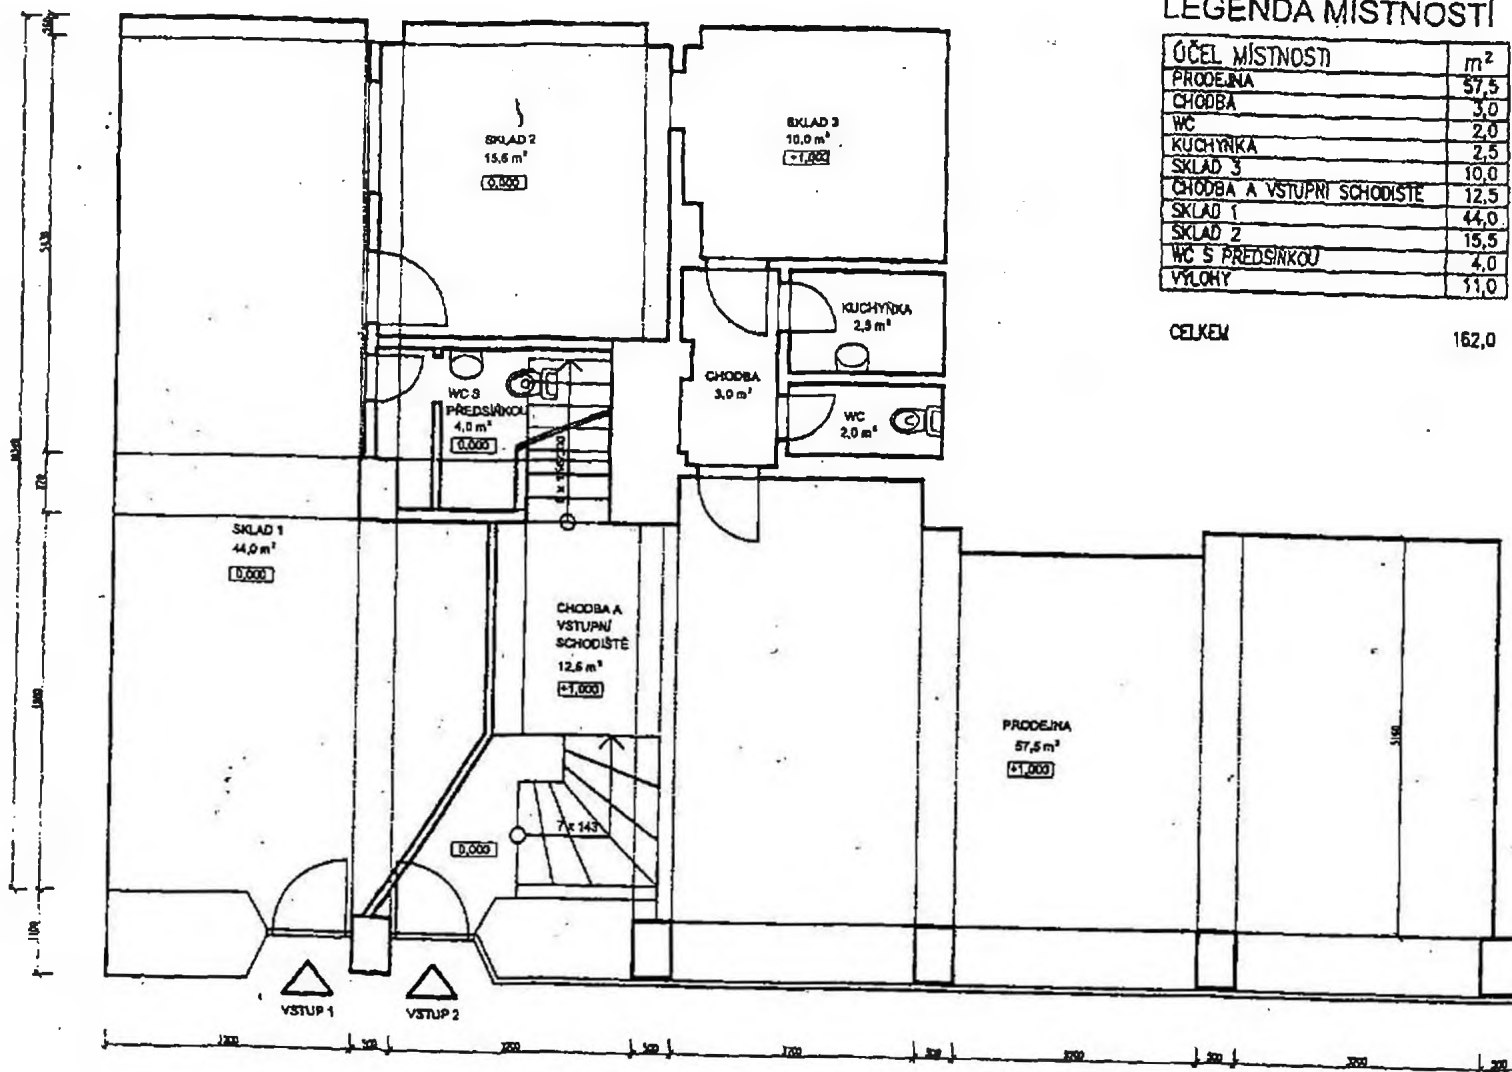 LEGENDA MÍSTNOSTÍ
ÚČEL MÍSTNOSTI m²
PRODEJNA 57,5
CHODBA 3,0
WC 2,0
KUCHYŇKA 2,5
SKLAD 3 10,0
CHODBA A VSTUPNÍ SCHODIŠTĚ 12,5
SKLAD 1 44,0
SKLAD 2 15,5
WC S PŘEDSÍŇKOU 4,0
VÝLOHY 11,0
CELKEM 162,0
SKLAD 2
15,5 m²
0,000
SKLAD 3
10,0 m²
+1,000
KUCHYŇKA
2,5 m²
CHODBA
3,0 m²
WC
2,0 m²
WC S
PŘEDSÍŇKOU
4,0 m²
0,000
SKLAD 1
44,0 m²
0,000
CHODBA A
VSTUPNÍ
SCHODIŠTĚ
12,5 m²
+1,000
PRODEJNA
57,5 m²
+1,000
5160
7 x 143
0,000
VSTUP 1
VSTUP 2